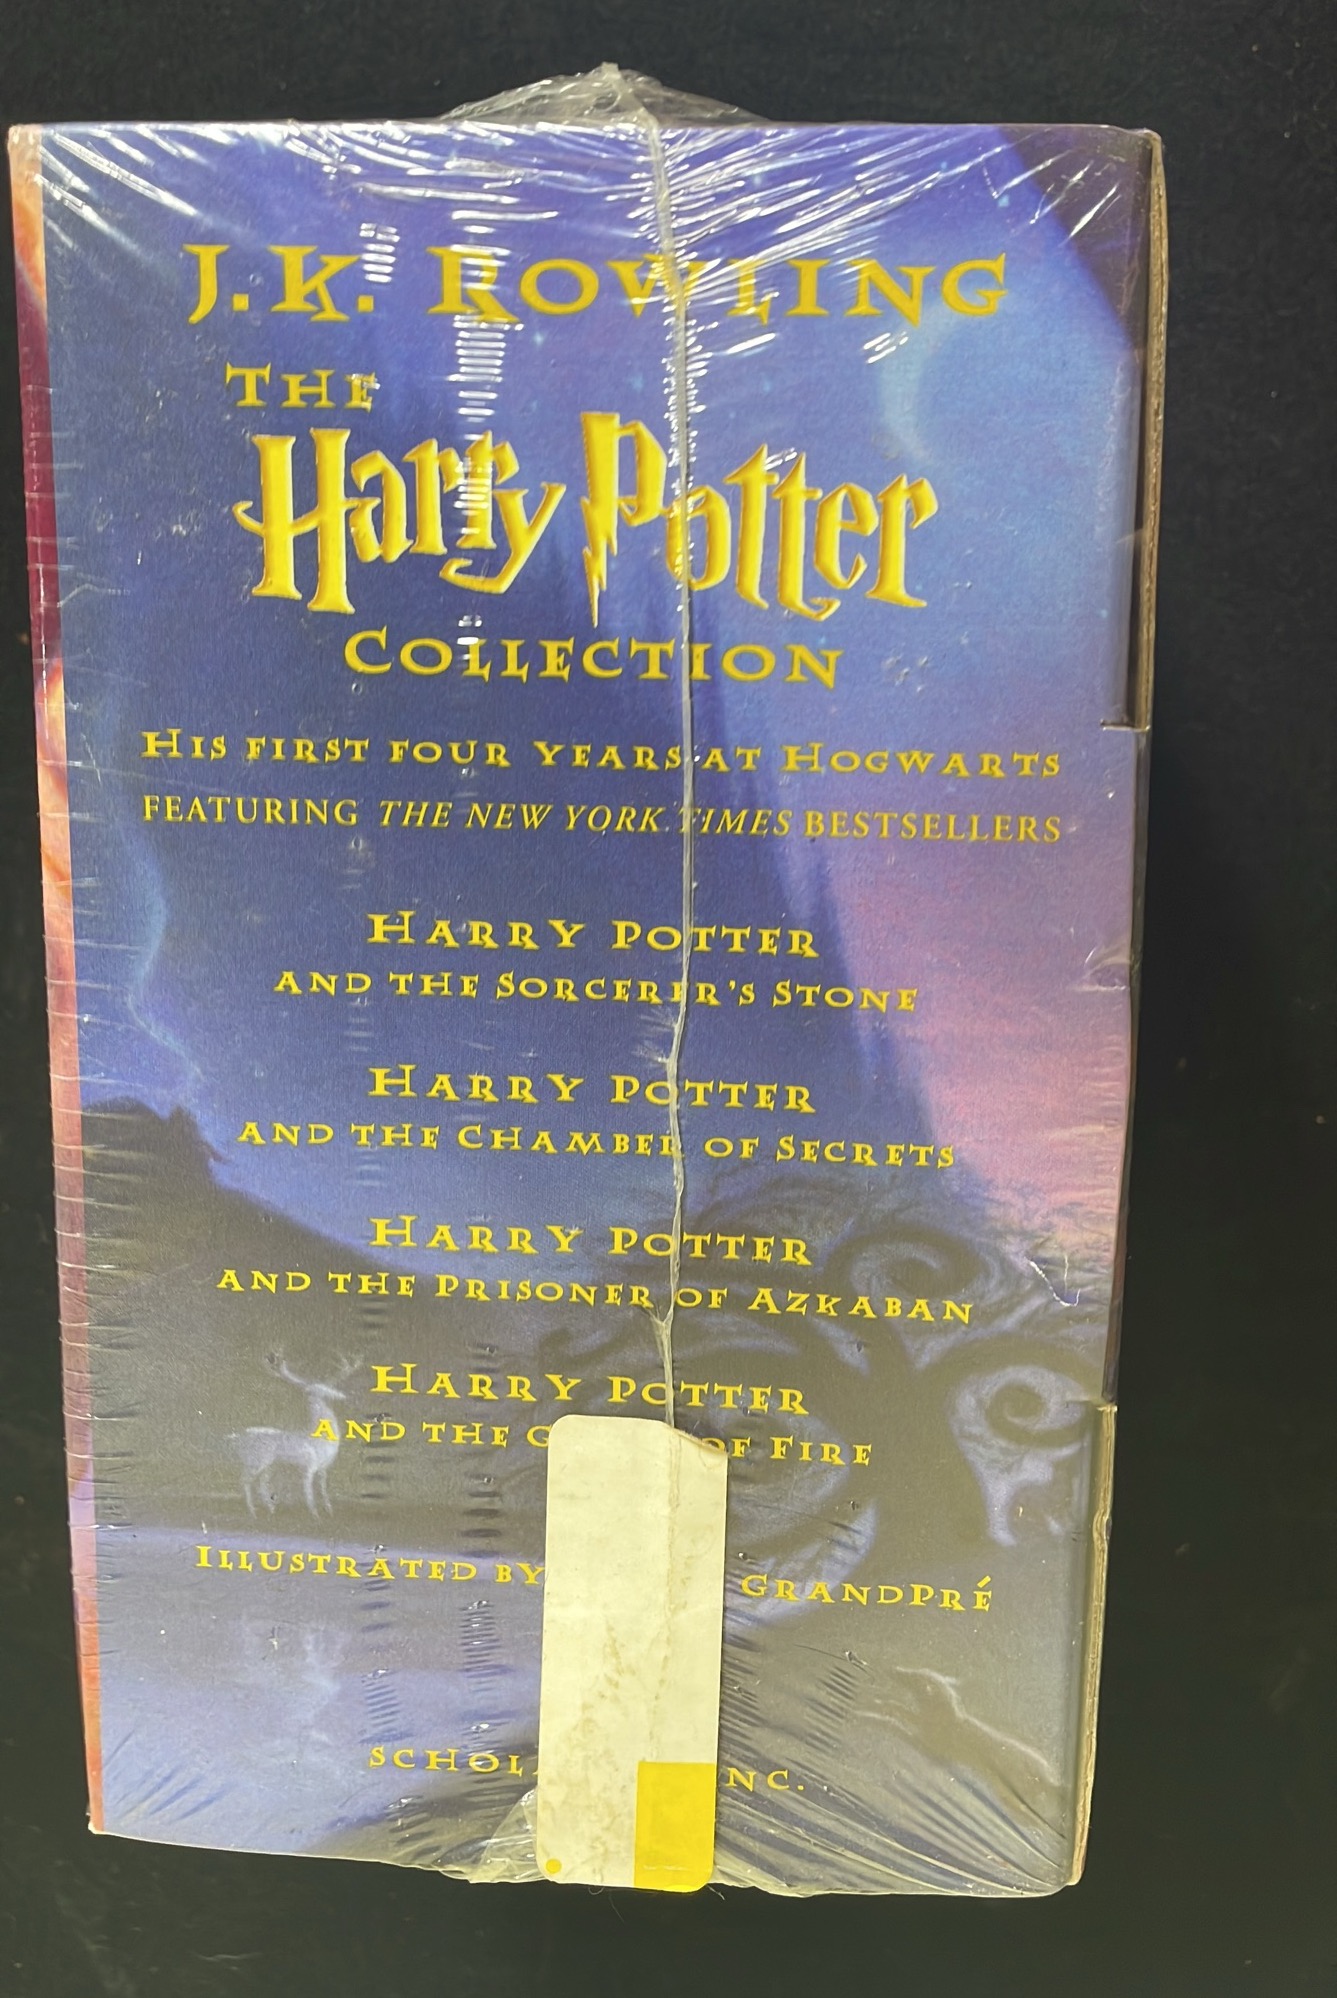 J.K. ROWLING
THE
Harry Potter
COLLECTION
HIS FIRST FOUR YEARS AT HOGWARTS
FEATURING THE NEW YORK TIMES BESTSELLERS
HARRY POTTER
AND THE SORCERER'S STONE
HARRY POTTER
AND THE CHAMBER OF SECRETS
HARRY POTTER
AND THE PRISONER OF AZKABAN
HARRY POTTER
AND THE OF FIRE
ILLUSTRATED BY GRANDPRÉ